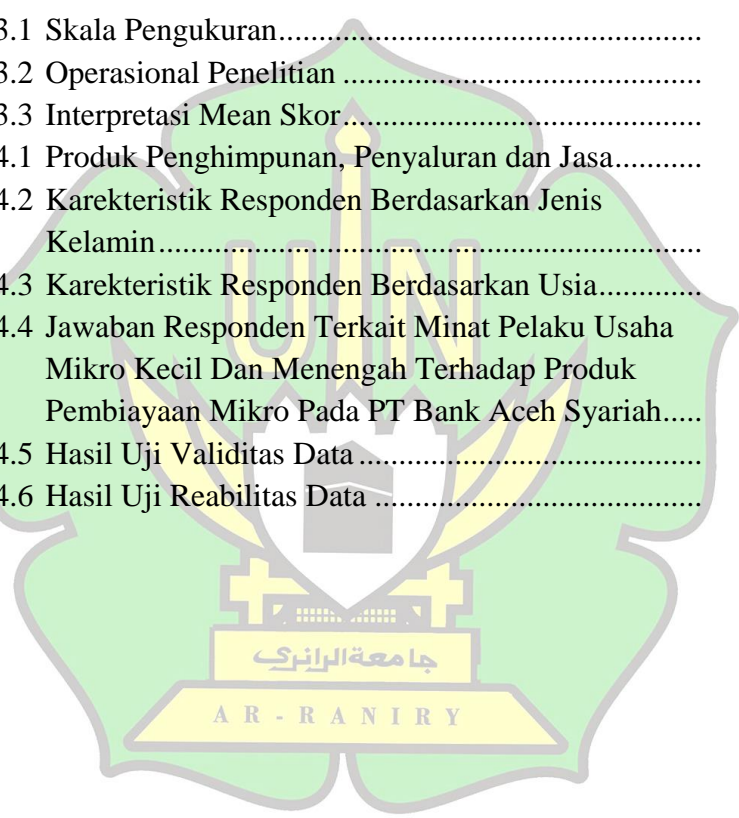 3.1 Skala Pengukuran.....................................................
3.2 Operasional Penelitian .............................................
3.3 Interpretasi Mean Skor.............................................
4.1 Produk Penghimpunan, Penyaluran dan Jasa...........
4.2 Karekteristik Responden Berdasarkan Jenis
Kelamin....................................................................
4.3 Karekteristik Responden Berdasarkan Usia.............
4.4 Jawaban Responden Terkait Minat Pelaku Usaha
Mikro Kecil Dan Menengah Terhadap Produk
Pembiayaan Mikro Pada PT Bank Aceh Syariah.....
4.5 Hasil Uji Validitas Data ...........................................
4.6 Hasil Uji Reabilitas Data .........................................
UIN
جامعة الرانري
AR-RANIRY